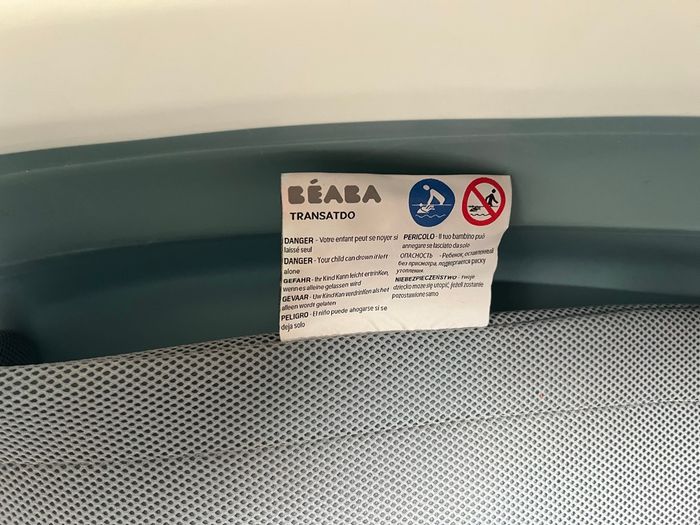 BÉABA
TRANSATDO
DANGER - Votre enfant peut se noyer si
laissé seul
DANGER - Your child can drown if left
alone
GEFAHR - Ihr Kind Kann leicht ertrinKen,
wenn es alleine gelassen wird
GEVAAR - Uw Kind Kan verdrinKen als het
alleen wordt gelaten
PELIGRO - El niño puede ahogarse si se
deja solo
PERICOLO - Il tuo bambino può
annegare se lasciato da solo
ОПАСНОСТЬ - Ребенок, оставленный
без присмотра, подвергается риску
утопления
NIEBEZPIECZEŃSTWO - Twoje
dziecko może się utopić, jeżeli zostanie
pozostawione samo